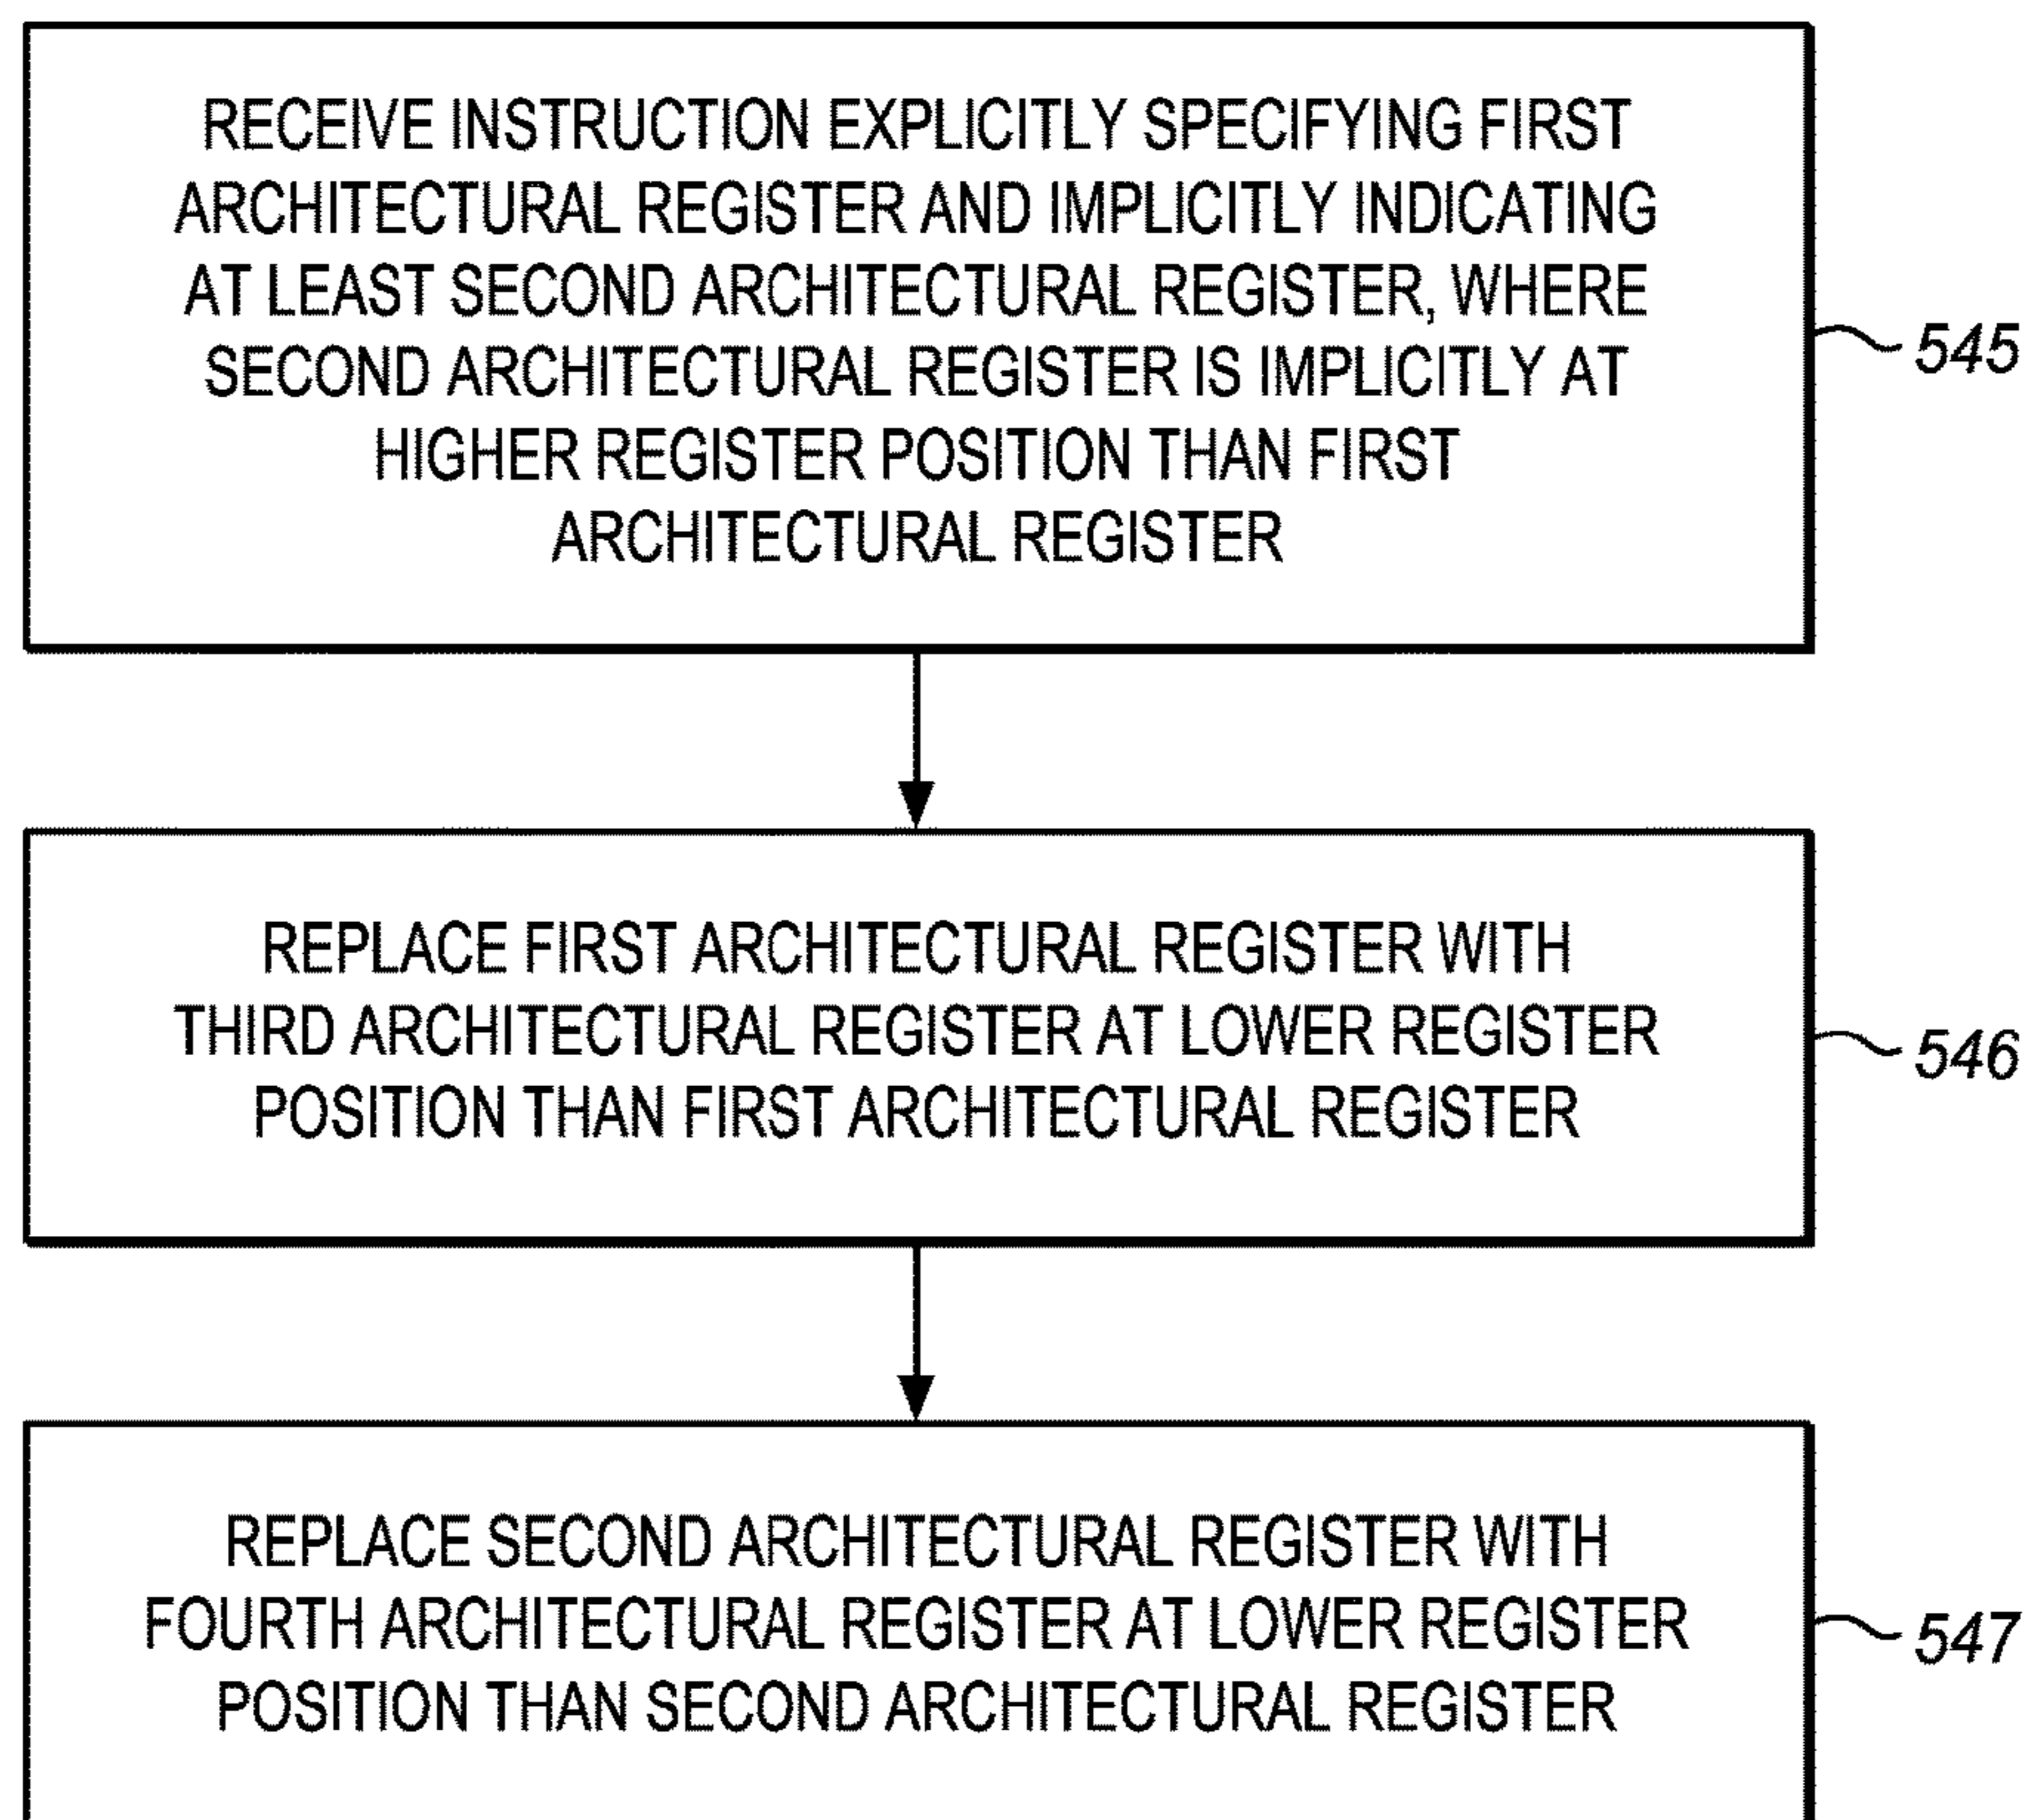 RECEIVE INSTRUCTION EXPLICITLY SPECIFYING FIRST
ARCHITECTURAL REGISTER AND IMPLICITLY INDICATING
AT LEAST SECOND ARCHITECTURAL REGISTER, WHERE
SECOND ARCHITECTURAL REGISTER IS IMPLICITLY AT
HIGHER REGISTER POSITION THAN FIRST
ARCHITECTURAL REGISTER
545
REPLACE FIRST ARCHITECTURAL REGISTER WITH
THIRD ARCHITECTURAL REGISTER AT LOWER REGISTER
POSITION THAN FIRST ARCHITECTURAL REGISTER
546
REPLACE SECOND ARCHITECTURAL REGISTER WITH
FOURTH ARCHITECTURAL REGISTER AT LOWER REGISTER
POSITION THAN SECOND ARCHITECTURAL REGISTER
547